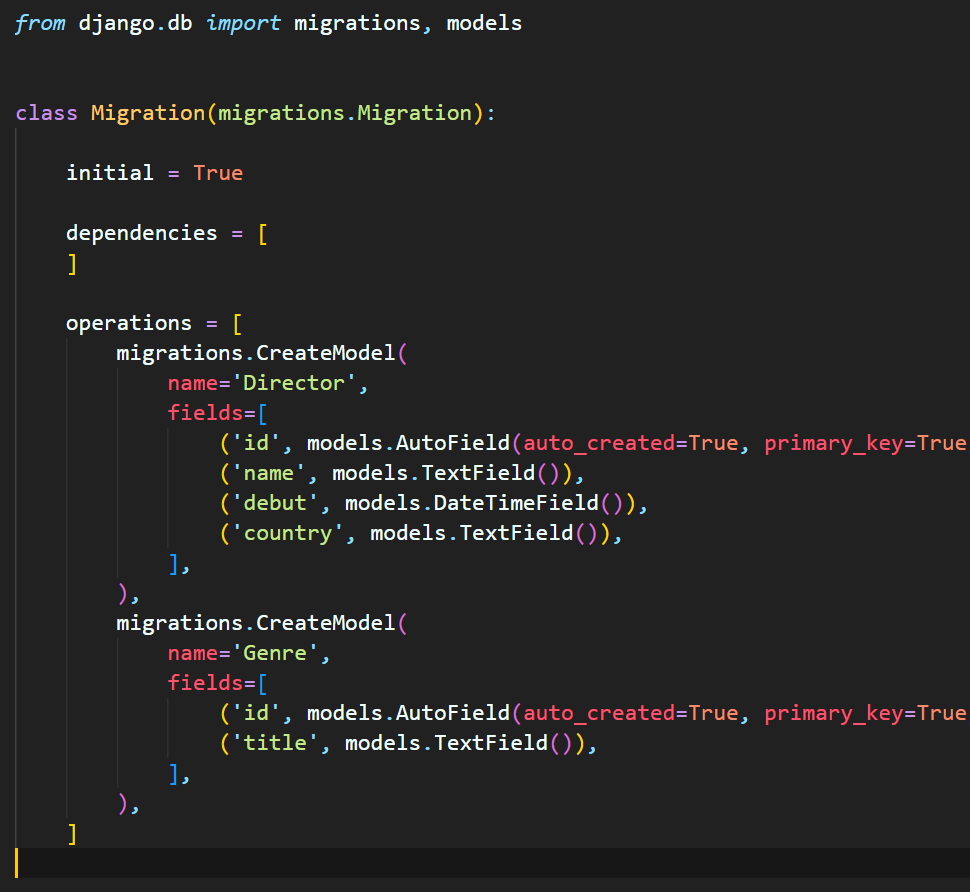 from django.db import migrations, models
class Migration(migrations.Migration):
initial = True
dependencies = [
]
operations = [
migrations.CreateModel(
name='Director',
fields=[
('id', models.AutoField(auto_created=True, primary_key=True
('name', models.TextField()),
('debut', models.DateTimeField()),
('country', models.TextField()),
],
),
migrations.CreateModel(
name='Genre',
fields=[
('id', models.AutoField(auto_created=True, primary_key=True
('title', models.TextField()),
],
),
]